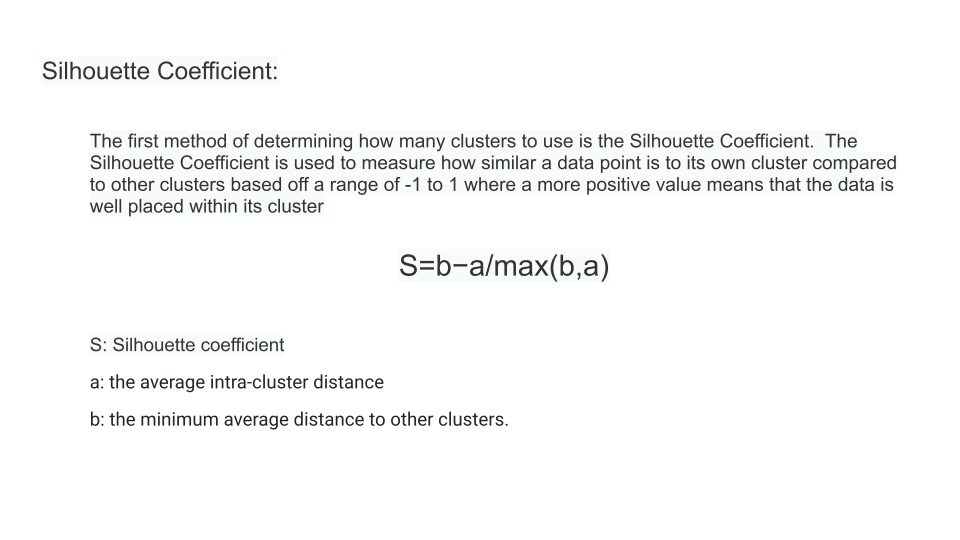 Silhouette Coefficient:
The first method of determining how many clusters to use is the Silhouette Coefficient.  The
Silhouette Coefficient is used to measure how similar a data point is to its own cluster compared
to other clusters based off a range of -1 to 1 where a more positive value means that the data is
well placed within its cluster
S=b−a/max(b,a)
S: Silhouette coefficient
a: the average intra-cluster distance
b: the minimum average distance to other clusters.